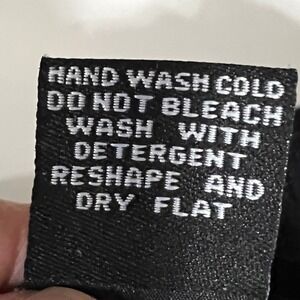 HAND WASH COLD
DO NOT BLEACH
WASH WITH
DETERGENT
RESHAPE AND
DRY FLAT